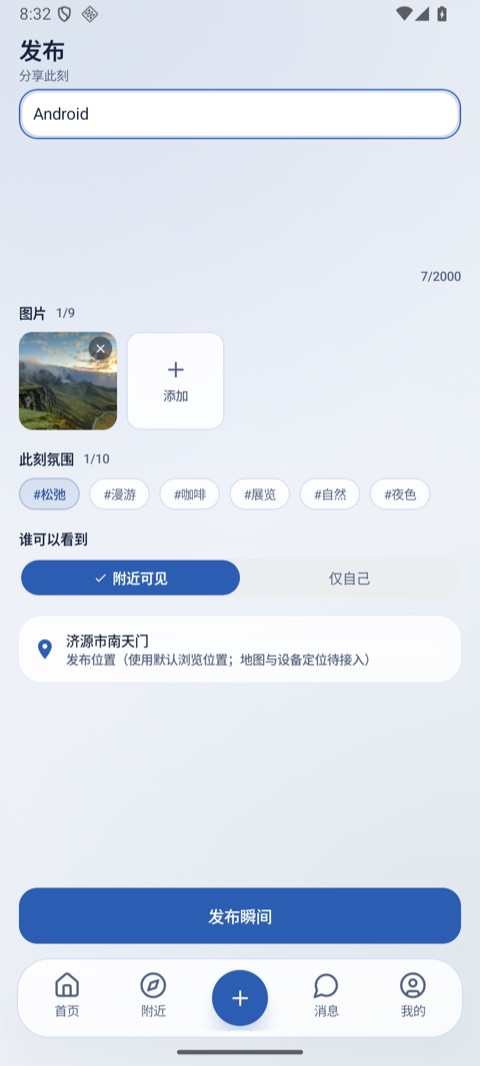 8:32
发布
分享此刻
Android
7/2000
图片 1/9
添加
此刻氛围 1/10
#松弛 #漫游 #咖啡 #展览 #自然 #夜色
谁可以看到
附近可见 仅自己
济源市南天门
发布位置（使用默认浏览位置；地图与设备定位待接入）
发布瞬间
首页 附近 消息 我的